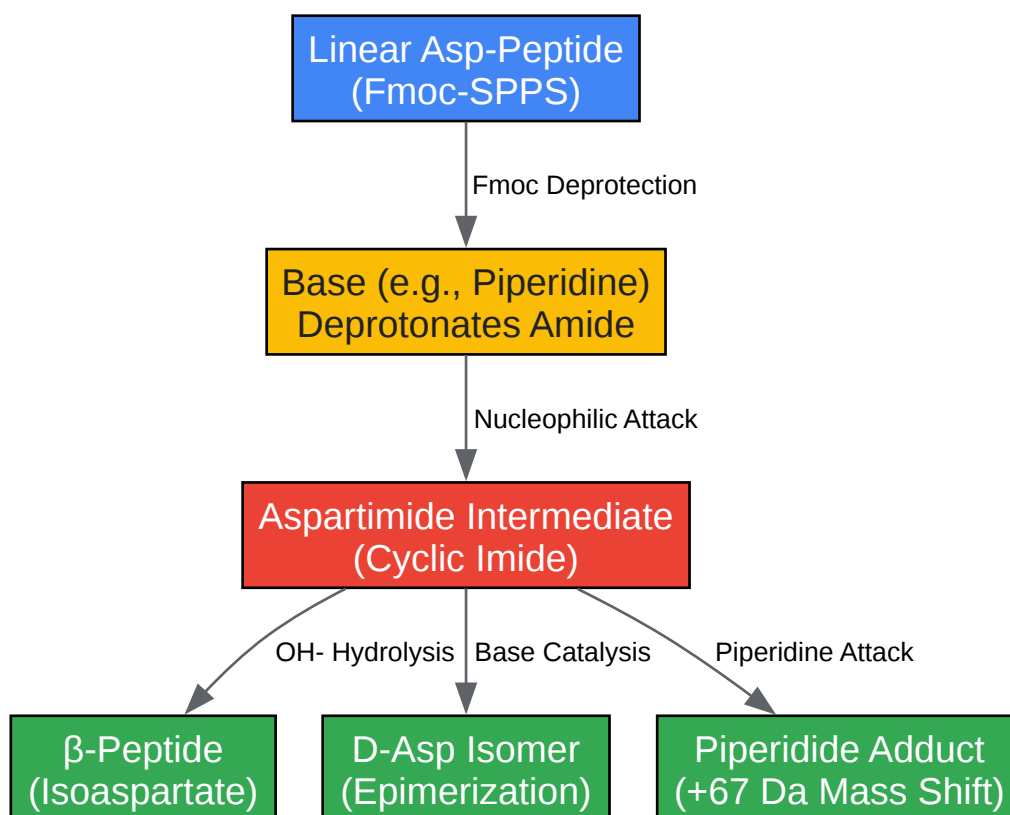 Linear Asp-Peptide
(Fmoc-SPPS)
Fmoc Deprotection
Base (e.g., Piperidine)
Deprotonates Amide
Nucleophilic Attack
Aspartimide Intermediate
(Cyclic Imide)
OH- Hydrolysis
Base Catalysis
Piperidine Attack
β-Peptide
(Isoaspartate)
D-Asp Isomer
(Epimerization)
Piperidide Adduct
(+67 Da Mass Shift)